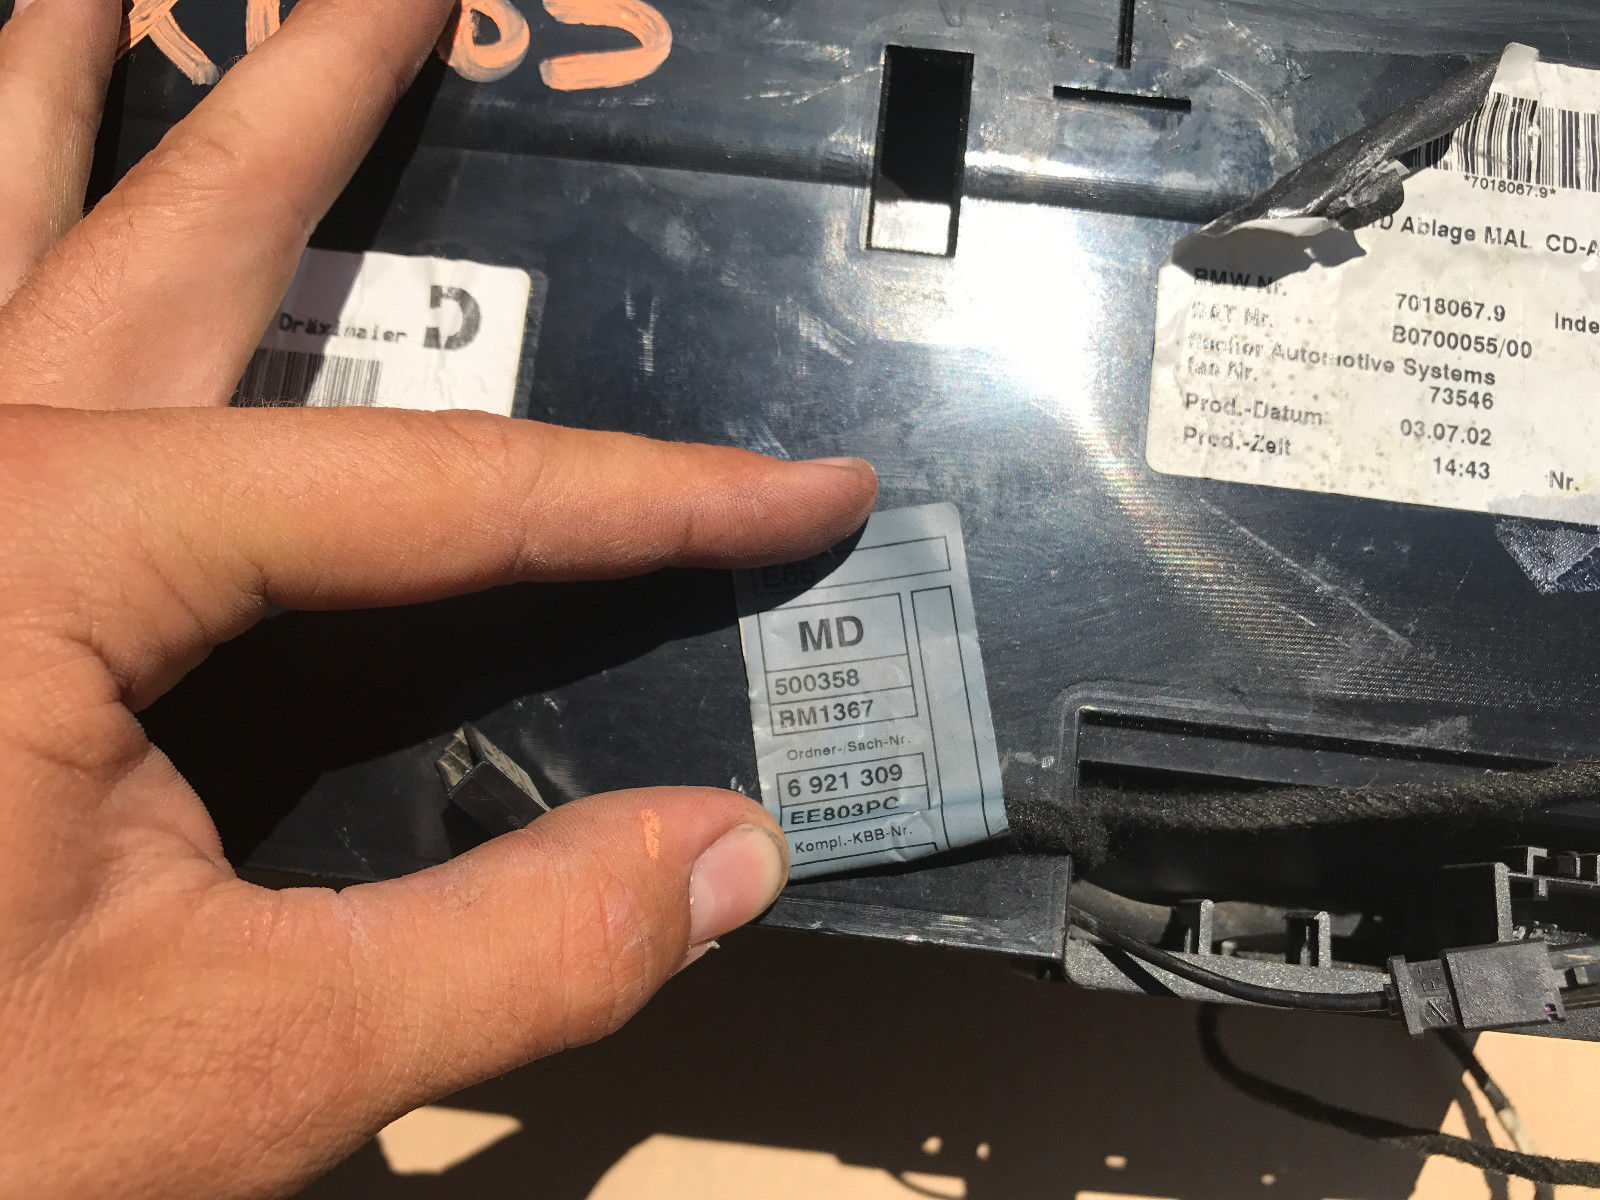 *7018067.9*
Ablage MAL CD-A
BMW Nr. 7018067.9 Inde
B0700055/00
Automotive Systems
73546
Prod.-Datum 03.07.02
Prod.-Zeit 14:43 Nr.
Dräximaier
E65
MD
500358
BM1367
Ordner-/Sach-Nr.
6 921 309
EE803PC
Kompl.-KBB-Nr.